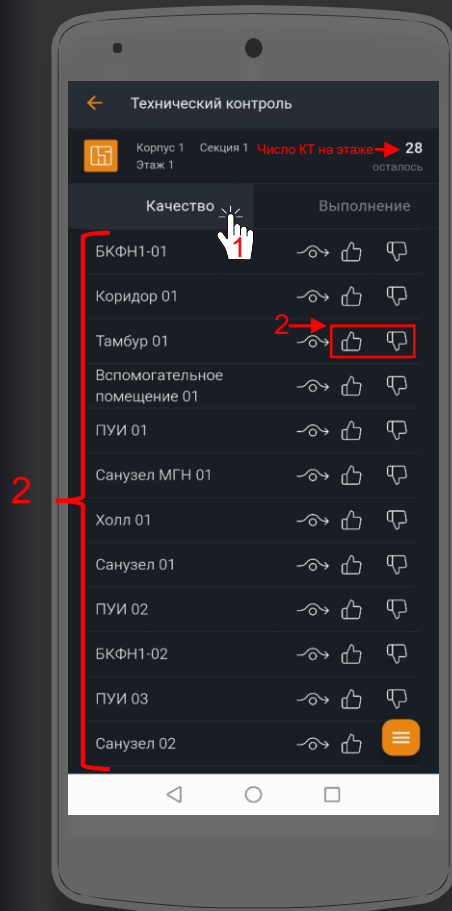 Технический контроль
Корпус 1 Секция 1 Число КТ на этаже 28
Этаж 1 осталось
Качество Выполнение
1
БКФН1-01
Коридор 01
2
Тамбур 01
Вспомогательное
помещение 01
ПУИ 01
2
Санузел МГН 01
Холл 01
Санузел 01
ПУИ 02
БКФН1-02
ПУИ 03
Санузел 02